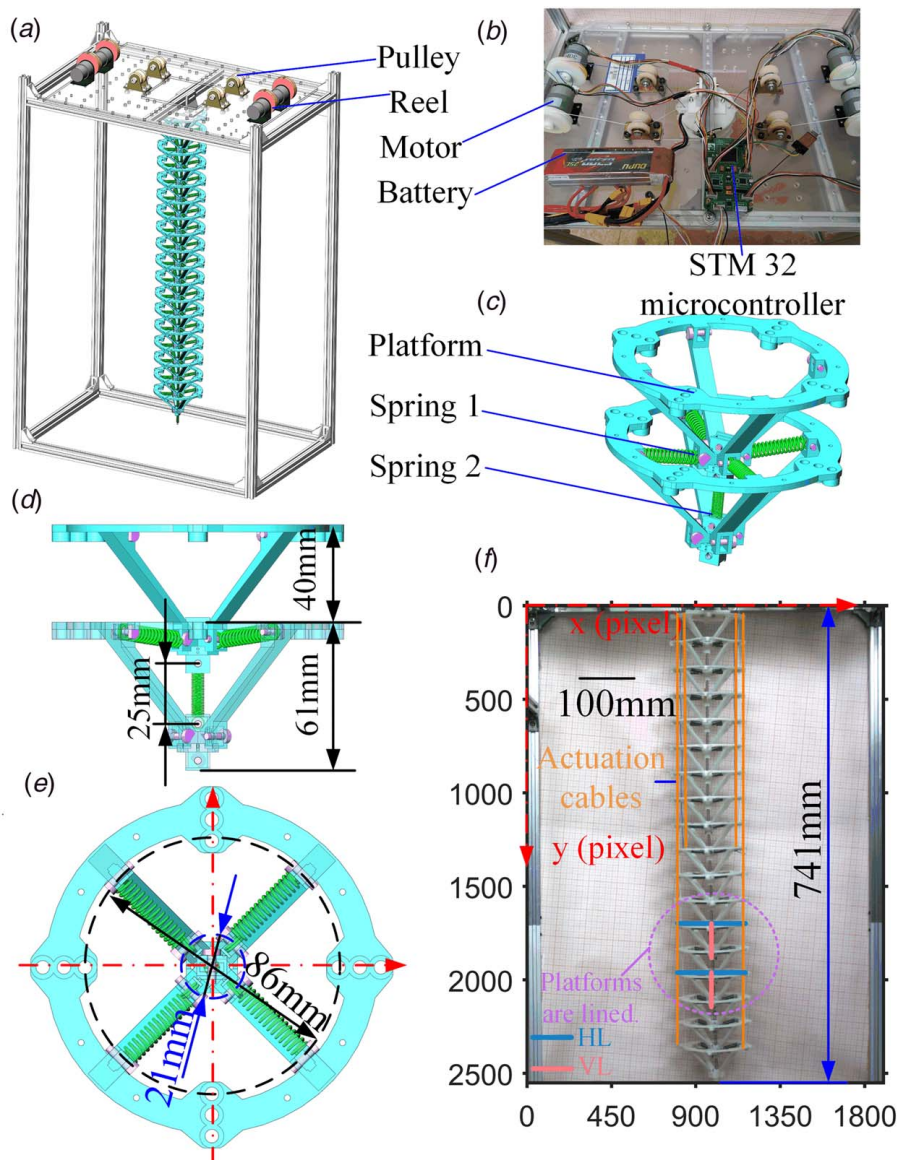 (a)
Pulley
Reel
Motor
Battery
(b)
STM 32
microcontroller
(c)
Platform
Spring 1
Spring 2
(d)
40mm
25mm
61mm
(e)
86mm
21mm
(f)
0
x (pixel)
500
100mm
Actuation
cables
1000
y (pixel)
741mm
1500
2000
Platforms
are lined.
HL
VL
2500
0
450
900
1350
1800